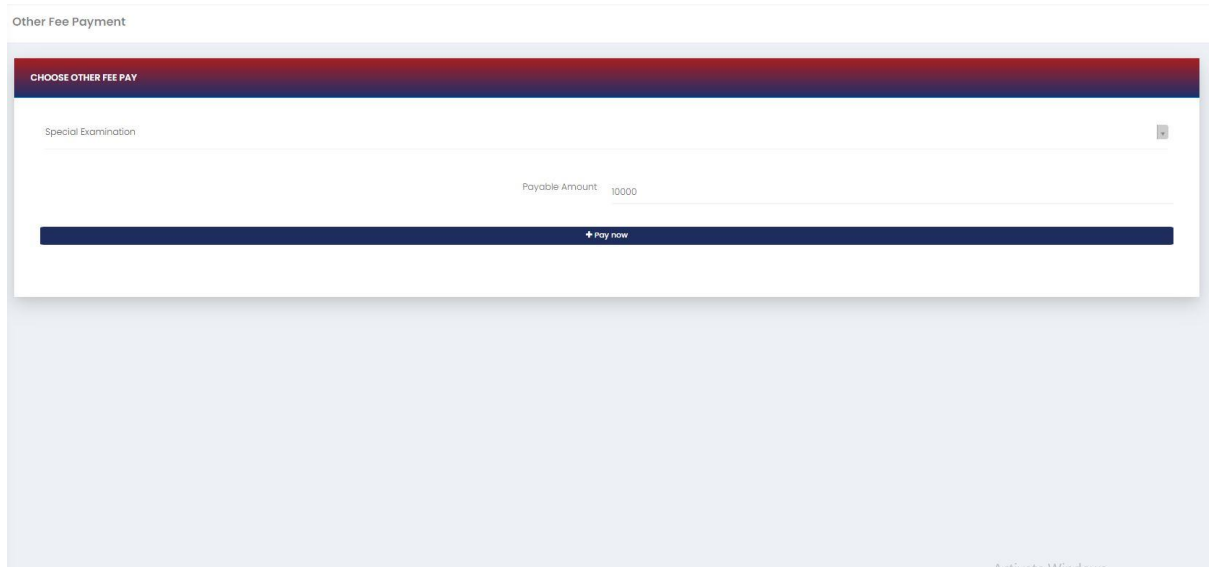 Other Fee Payment
CHOOSE OTHER FEE PAY
Special Examination
Payable Amount 10000
+ Pay now